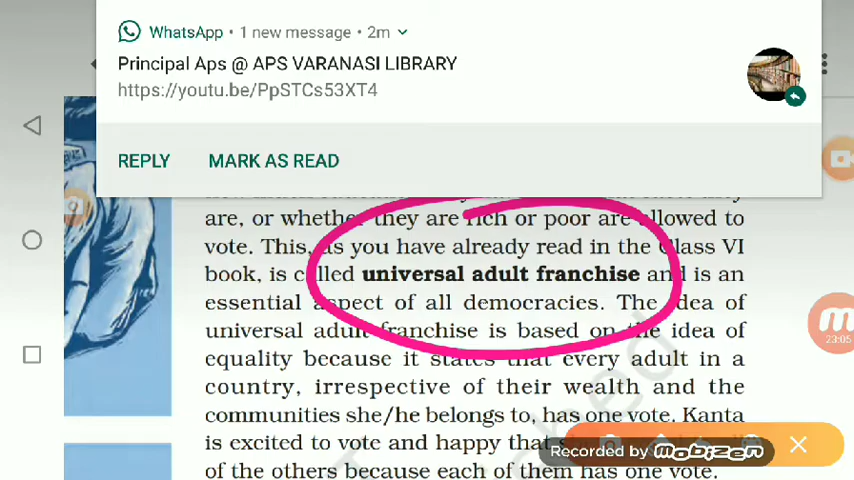 WhatsApp • 1 new message • 2m
Principal Aps @ APS VARANASI LIBRARY
https://youtu.be/PpSTCs53XT4
REPLY MARK AS READ
are, or whether they are rich or poor are allowed to
vote. This, as you have already read in the Class VI
book, is called universal adult franchise and is an
essential aspect of all democracies. The idea of
universal adult franchise is based on the idea of
equality because it states that every adult in a
country, irrespective of their wealth and the
communities she/he belongs to, has one vote. Kanta
is excited to vote and happy that
of the others because each of them has one vote.
23:05
Recorded by mobizen